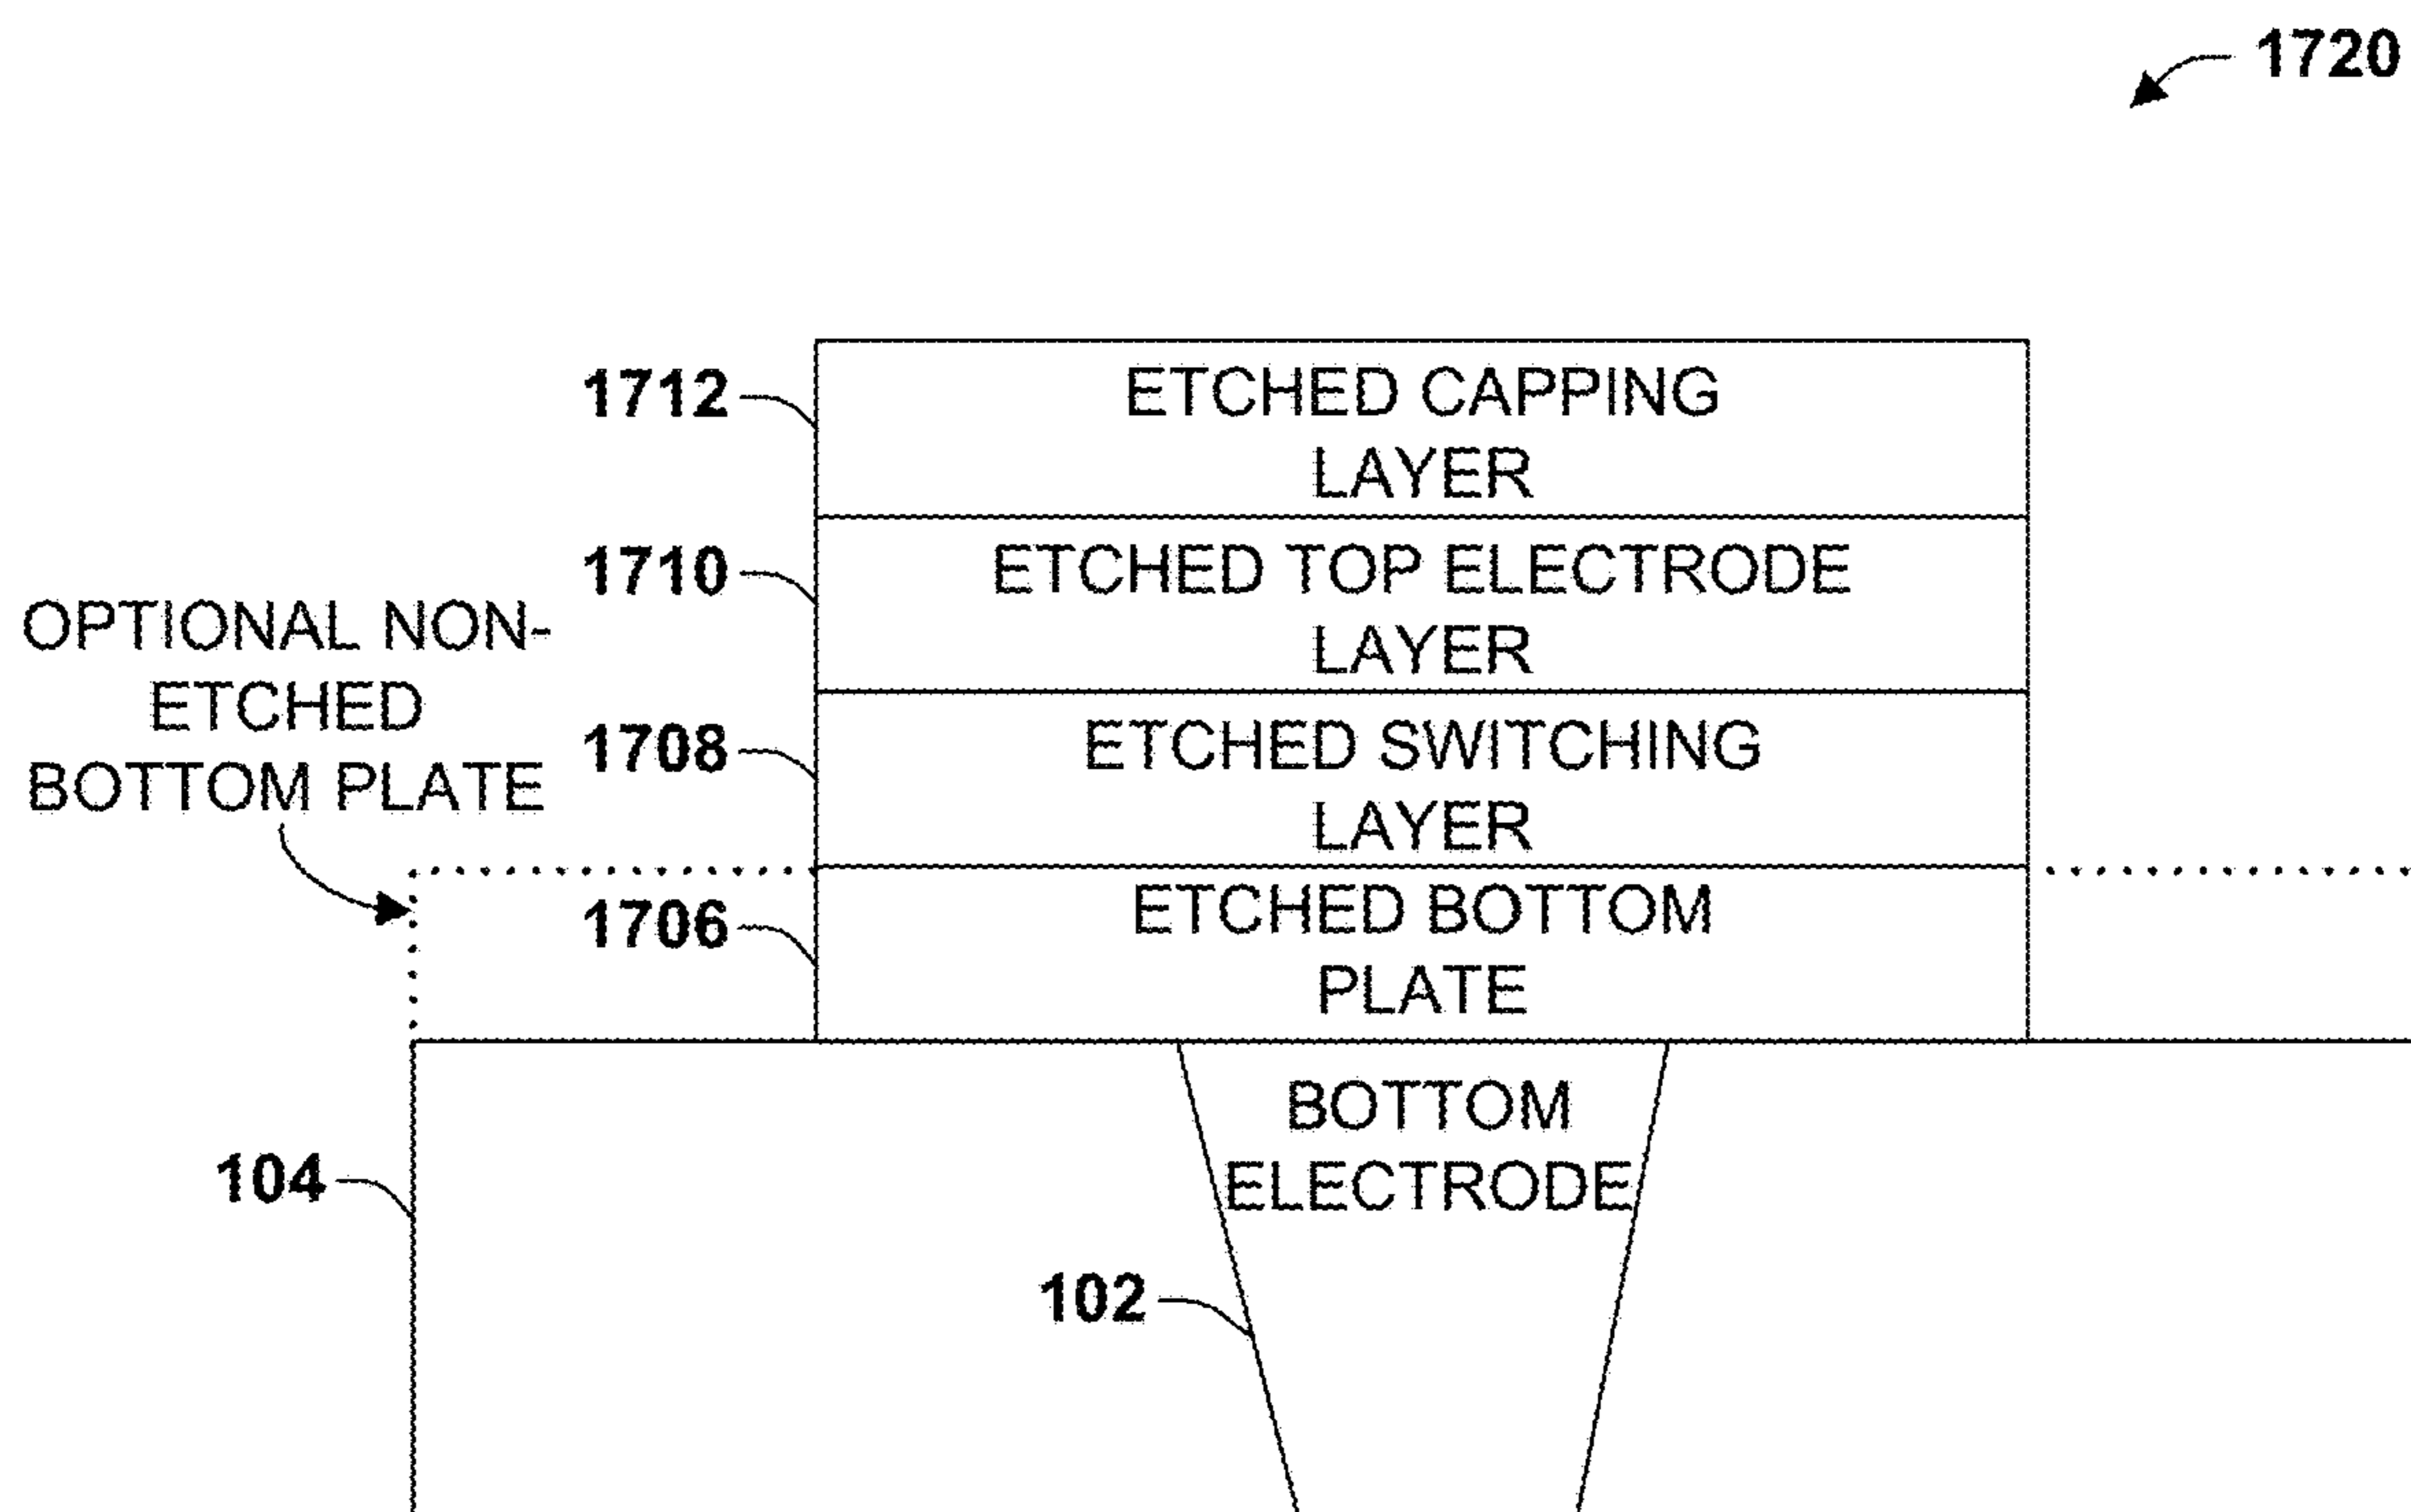 1720
1712
ETCHED CAPPING
LAYER
1710
ETCHED TOP ELECTRODE
LAYER
OPTIONAL NON-
ETCHED
BOTTOM PLATE
1708
ETCHED SWITCHING
LAYER
1706
ETCHED BOTTOM
PLATE
BOTTOM
ELECTRODE
104
102